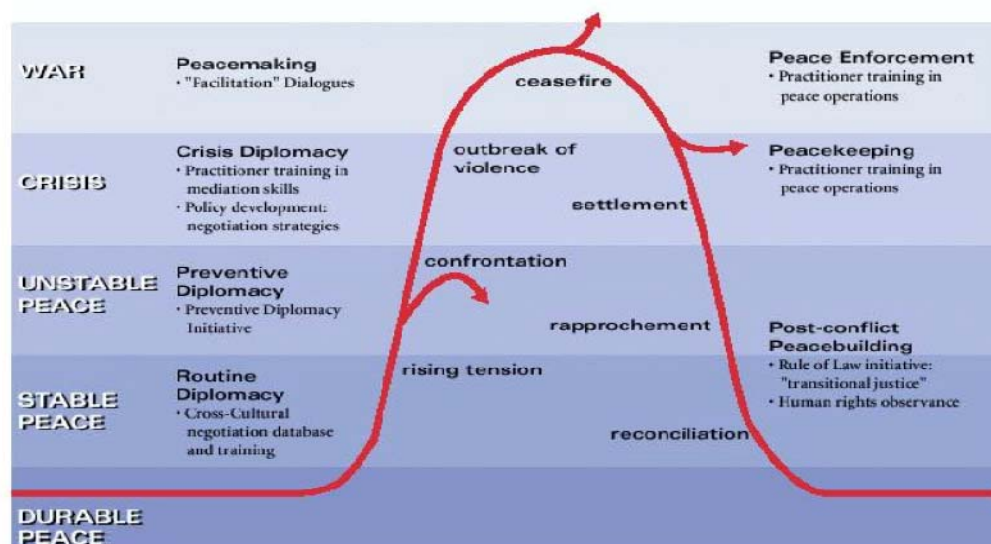 WAR
Peacemaking
• "Facilitation" Dialogues
ceasefire
Peace Enforcement
• Practitioner training in
peace operations
CRISIS
Crisis Diplomacy
• Practitioner training in
mediation skills
• Policy development:
negotiation strategies
outbreak of
violence
settlement
Peacekeeping
• Practitioner training in
peace operations
UNSTABLE
PEACE
Preventive
Diplomacy
• Preventive Diplomacy
Initiative
confrontation
rapprochement
Post-conflict
Peacebuilding
• Rule of Law initiative:
"transitional justice"
• Human rights observance
STABLE
PEACE
Routine
Diplomacy
• Cross-Cultural
negotiation database
and training
rising tension
reconciliation
DURABLE
PEACE